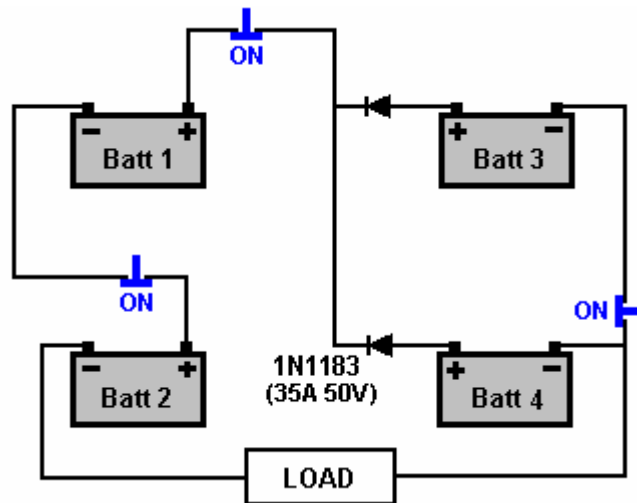 ON
- +
Batt 1
+ -
Batt 3
ON
ON
- +
Batt 2
1N1183
(35A 50V)
+ -
Batt 4
LOAD